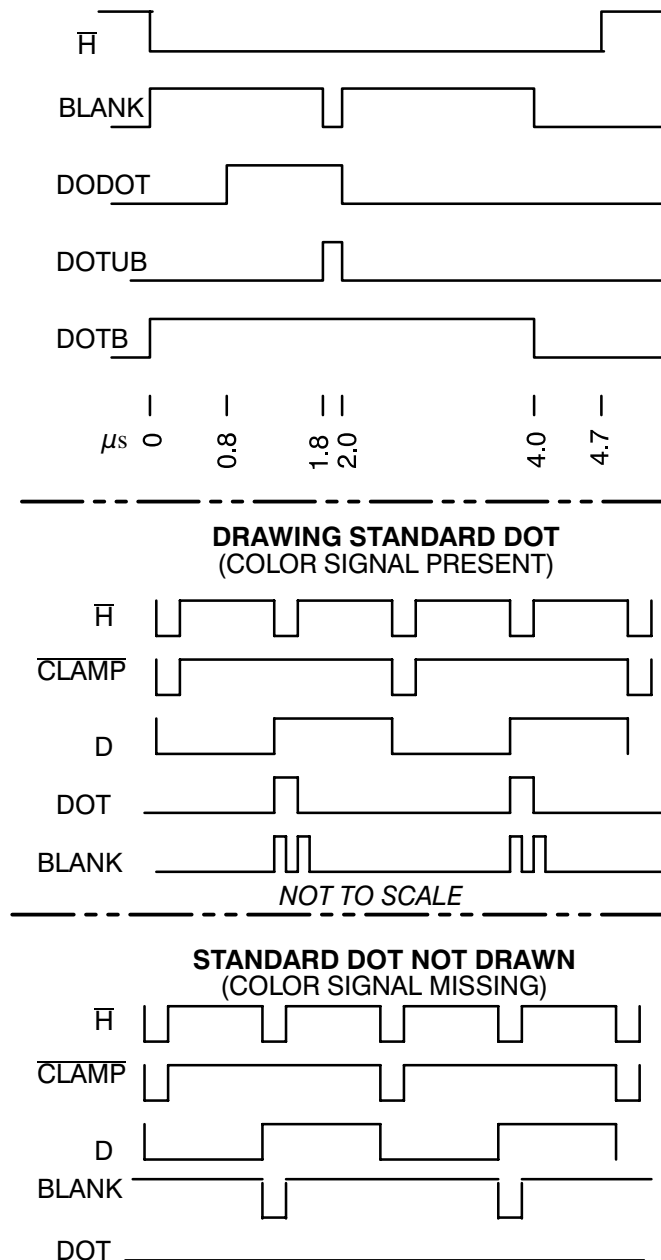 H
BLANK
DODOT
DOTUB
DOTB
μs 0 0.8 1.8 2.0 4.0 4.7
DRAWING STANDARD DOT
(COLOR SIGNAL PRESENT)
H
CLAMP
D
DOT
BLANK
NOT TO SCALE
STANDARD DOT NOT DRAWN
(COLOR SIGNAL MISSING)
H
CLAMP
D
BLANK
DOT